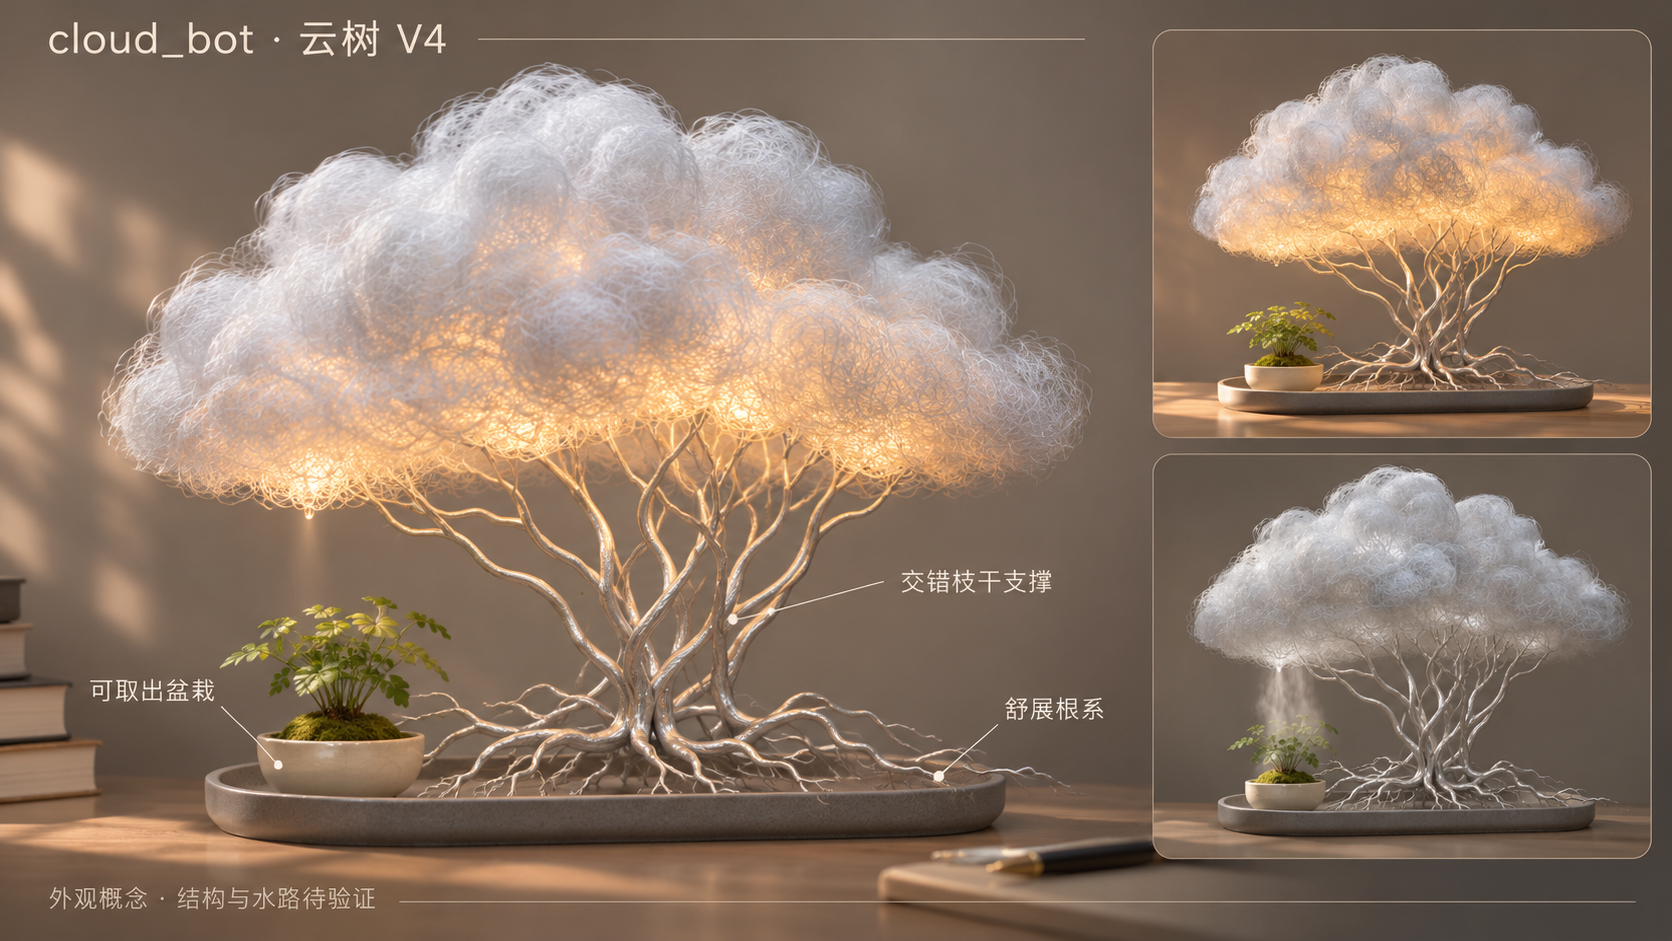 cloud_bot · 云树 V4
交错枝干支撑
可取出盆栽
舒展根系
外观概念 · 结构与水路待验证